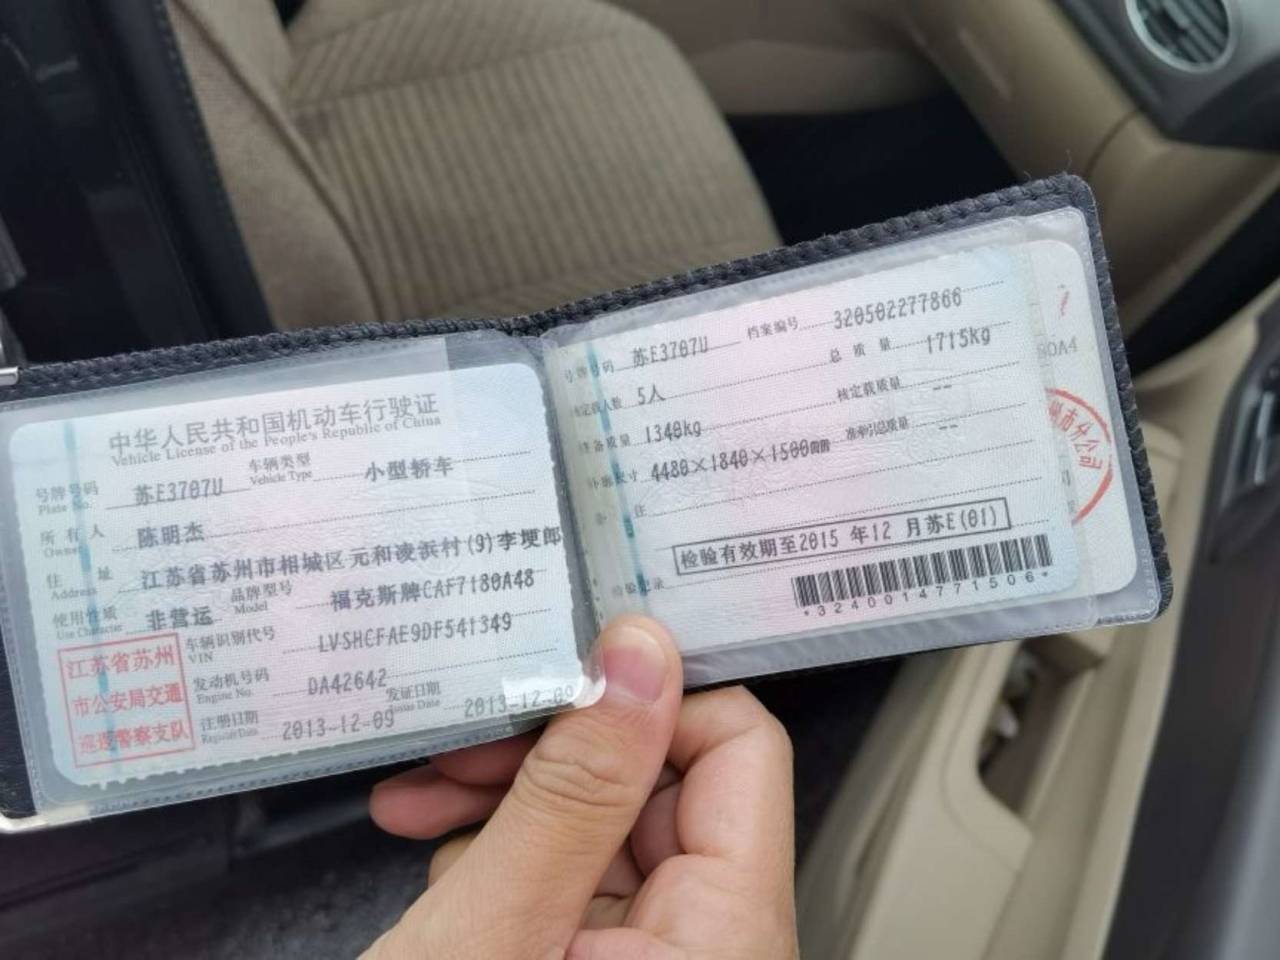 中华人民共和国机动车行驶证
Vehicle License of the People's Republic of China
号牌号码 苏E3707U 车辆类型 小型轿车
Plate No. Vehicle Type
所有人 陈明杰
Owner
住址 江苏省苏州市相城区元和凌浜村(9)李埂郎
Address
使用性质 非营运 品牌型号 福克斯牌CAF7180A48
Use Character Model
江苏省苏州
市公安局交通
巡逻警察支队
车辆识别代号 LVSHCFAE9DF541349
VIN
发动机号码 DA42642
Engine No.
注册日期 2013-12-09 发证日期 2013-12-09
Register Date Issue Date
号牌号码 苏E3707U 档案编号 320502277866
核定载人数 5人 总质量 1715kg
整备质量 1340kg 核定载质量 --
外廓尺寸 4480×1840×1500mm 准牵引总质量 --
备注
检验有效期至2015 年12 月苏E(01)
检验记录
*3240014771506*
州市分公司